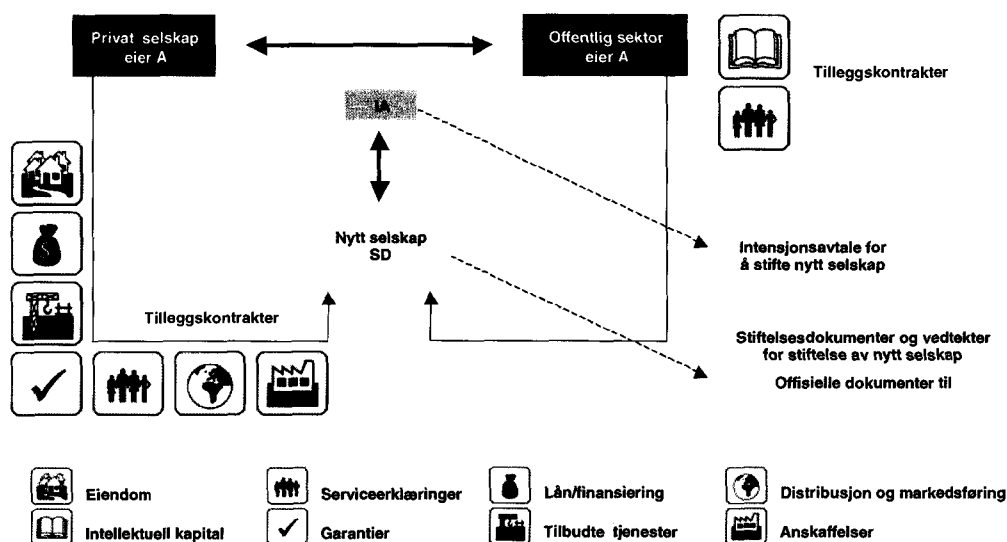 Privat selskap
eier A
Offentlig sektor
eier A
Tilleggskontrakter
IA
Nytt selskap
SD
Intensjonsavtale for
å stifte nytt selskap
Tilleggskontrakter
Stiftelsesdokumenter og vedtekter
for stiftelse av nytt selskap
Offisielle dokumenter til
Eiendom
Serviceerklæringer
Lån/finansiering
Distribusjon og markedsføring
Intellektuell kapital
Garantier
Tilbudte tjenester
Anskaffelser